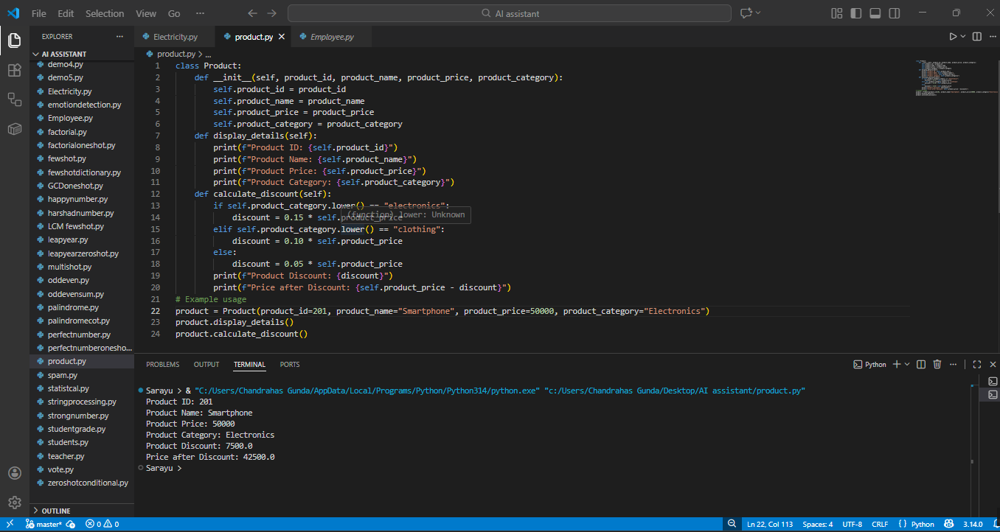 File Edit Selection View Go ··· AI assistant
EXPLORER ···
AI ASSISTANT
demo4.py
demo5.py
Electricity.py
emotiondetection.py
Employee.py
factorial.py
factorialoneshot.py
fewshot.py
fewshotdictionary.py
GCDoneshot.py
happynumber.py
harshadnumber.py
LCM fewshot.py
leapyear.py
leapyearzeroshot.py
multishot.py
oddeven.py
oddevensum.py
palindrome.py
palindromecot.py
perfectnumber.py
perfectnumberonesho...
product.py
spam.py
statistcal.py
stringprocessing.py
strongnumber.py
studentgrade.py
students.py
teacher.py
vote.py
zeroshotconditional.py
OUTLINE
Electricity.py product.py Employee.py
product.py > ...
1 class Product:
2 def __init__(self, product_id, product_name, product_price, product_category):
3 self.product_id = product_id
4 self.product_name = product_name
5 self.product_price = product_price
6 self.product_category = product_category
7 def display_details(self):
8 print(f"Product ID: {self.product_id}")
9 print(f"Product Name: {self.product_name}")
10 print(f"Product Price: {self.product_price}")
11 print(f"Product Category: {self.product_category}")
12 def calculate_discount(self):
13 if self.product_category.lower() == "electronics":
(function) lower: Unknown
14 discount = 0.15 * self.product_price
15 elif self.product_category.lower() == "clothing":
16 discount = 0.10 * self.product_price
17 else:
18 discount = 0.05 * self.product_price
19 print(f"Product Discount: {discount}")
20 print(f"Price after Discount: {self.product_price - discount}")
21 # Example usage
22 product = Product(product_id=201, product_name="Smartphone", product_price=50000, product_category="Electronics")
23 product.display_details()
24 product.calculate_discount()
PROBLEMS OUTPUT TERMINAL PORTS Python
Sarayu > & "C:/Users/Chandrahas Gunda/AppData/Local/Programs/Python/Python314/python.exe" "c:/Users/Chandrahas Gunda/Desktop/AI assistant/product.py"
Product ID: 201
Product Name: Smartphone
Product Price: 50000
Product Category: Electronics
Product Discount: 7500.0
Price after Discount: 42500.0
Sarayu >
master* 0 0 Ln 22, Col 113 Spaces: 4 UTF-8 CRLF { } Python 3.14.0